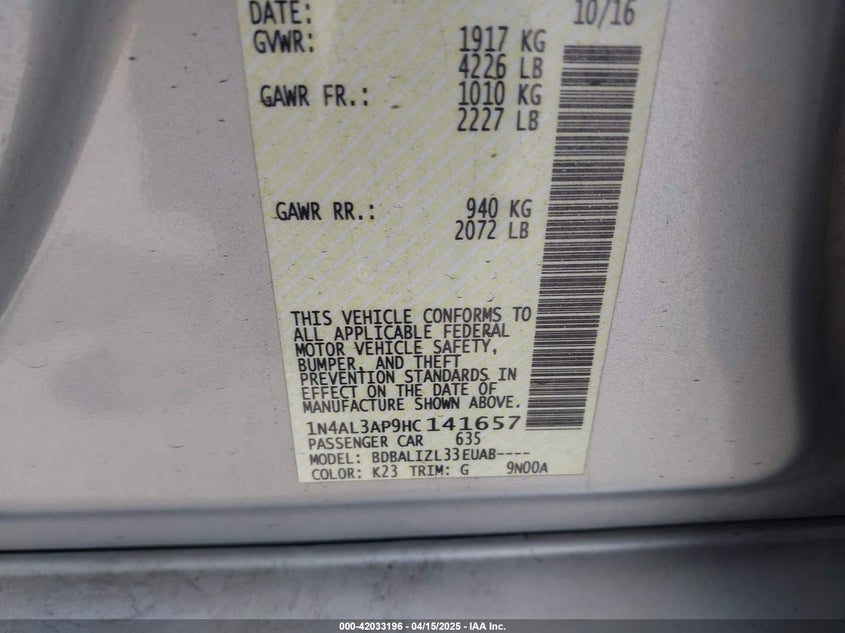 DATE: 10/16
GVWR: 1917 KG
4226 LB
GAWR FR.: 1010 KG
2227 LB
GAWR RR.: 940 KG
2072 LB
THIS VEHICLE CONFORMS TO
ALL APPLICABLE FEDERAL
MOTOR VEHICLE SAFETY,
BUMPER, AND THEFT
PREVENTION STANDARDS IN
EFFECT ON THE DATE OF
MANUFACTURE SHOWN ABOVE.
1N4AL3AP9HC141657
PASSENGER CAR 635
MODEL: BDBALIZL33EUAB----
COLOR: K23 TRIM: G 9N00A
000-42033196 - 04/15/2025 - IAA Inc.